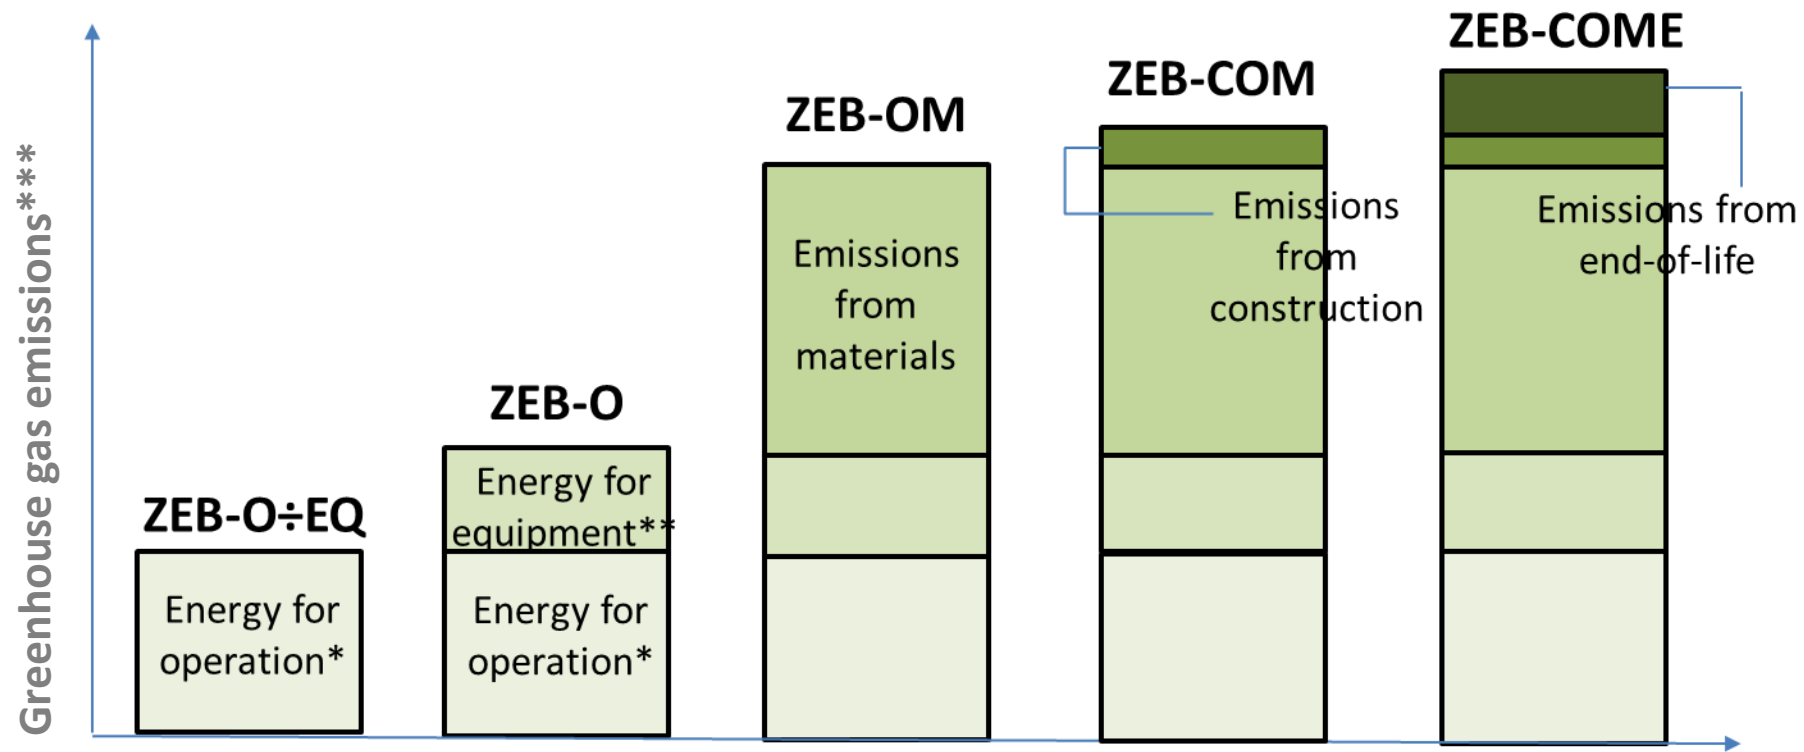 Greenhouse gas emissions***
ZEB-O÷EQ
Energy for
operation*
ZEB-O
Energy for
equipment**
Energy for
operation*
ZEB-OM
Emissions
from
materials
ZEB-COM
Emissions
from
construction
ZEB-COME
Emissions from
end-of-life